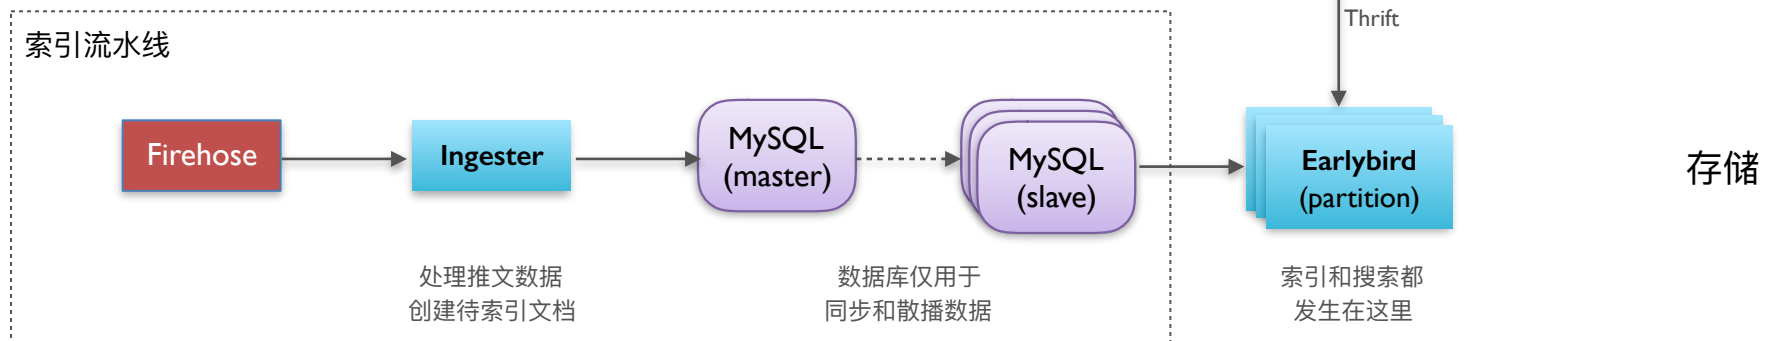 Thrift
索引流水线
Firehose
Ingester
MySQL
(master)
MySQL
(slave)
Earlybird
(partition)
存储
处理推文数据
创建待索引文档
数据库仅用于
同步和散播数据
索引和搜索都
发生在这里